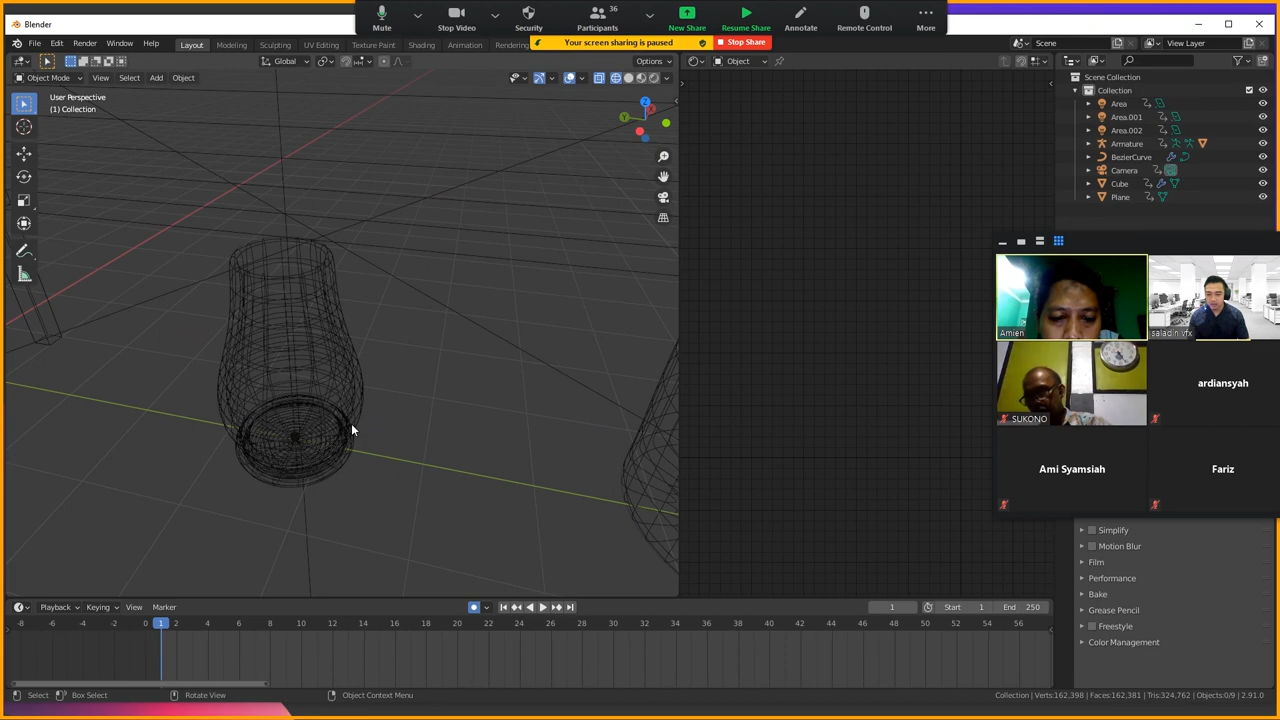 Blender
Mute
Stop Video
Security
36
Participants
New Share
Resume Share
Annotate
Remote Control
More
Your screen sharing is paused
Stop Share
File Edit Render Window Help
Layout Modeling Sculpting UV Editing Texture Paint Shading Animation Rendering
Scene
View Layer
Global
Options
Object
Object Mode View Select Add Object
User Perspective
(1) Collection
Z
Y
X
Scene Collection
Collection
Area
Area.001
Area.002
Armature
BezierCurve
Camera
Cube
Plane
Amien
saladin vfx
SUKONO
ardiansyah
Ami Syamsiah
Fariz
Simplify
Motion Blur
Film
Performance
Bake
Grease Pencil
Freestyle
Color Management
Playback Keying View Marker
1
Start 1
End 250
-8 -6 -4 -2 0 1 2 4 6 8 10 12 14 16 18 20 22 24 26 28 30 32 34 36 38 40 42 44 46 48 50 52 54 56
Select
Box Select
Rotate View
Object Context Menu
Collection | Verts:162,398 | Faces:162,381 | Tris:324,762 | Objects:0/9 | 2.91.0